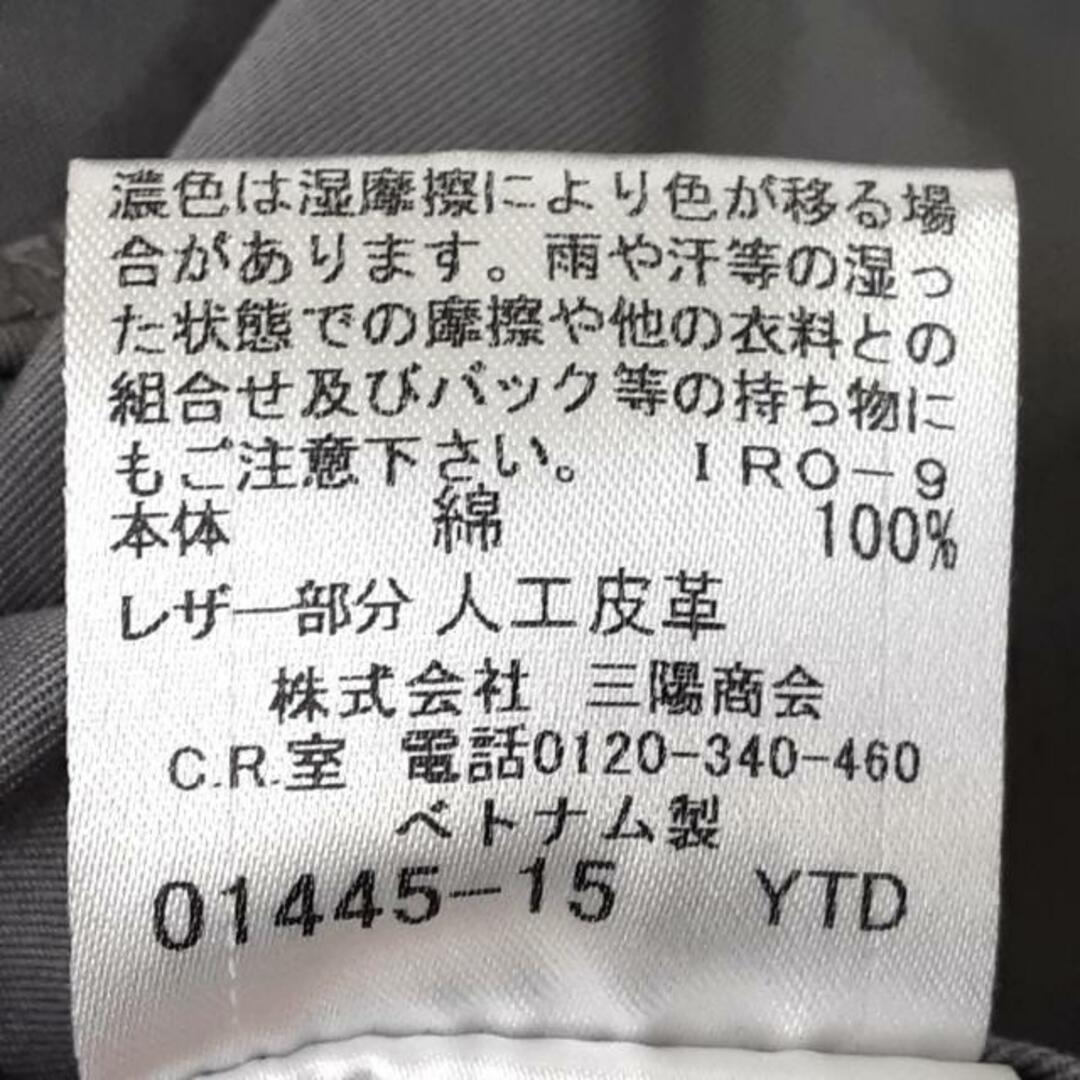 濃色は湿摩擦により色が移る場
合があります。雨や汗等の湿っ
た状態での摩擦や他の衣料との
組合せ及びバック等の持ち物に
もご注意下さい。 IRO-9
本体 綿 100%
レザー部分 人工皮革
株式会社 三陽商会
C.R.室 電話0120-340-460
ベトナム製
01445-15 YTD